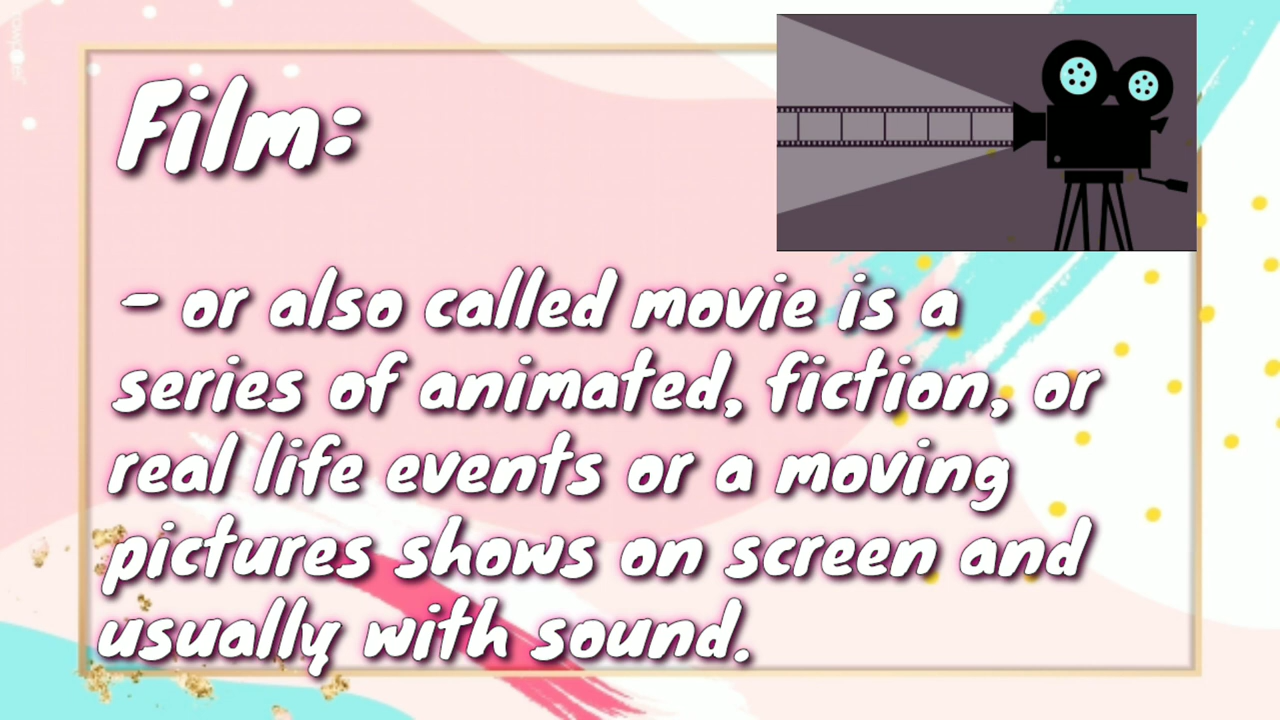 Film:
- or also called movie is a
series of animated, fiction, or
real life events or a moving
pictures shows on screen and
usually with sound.